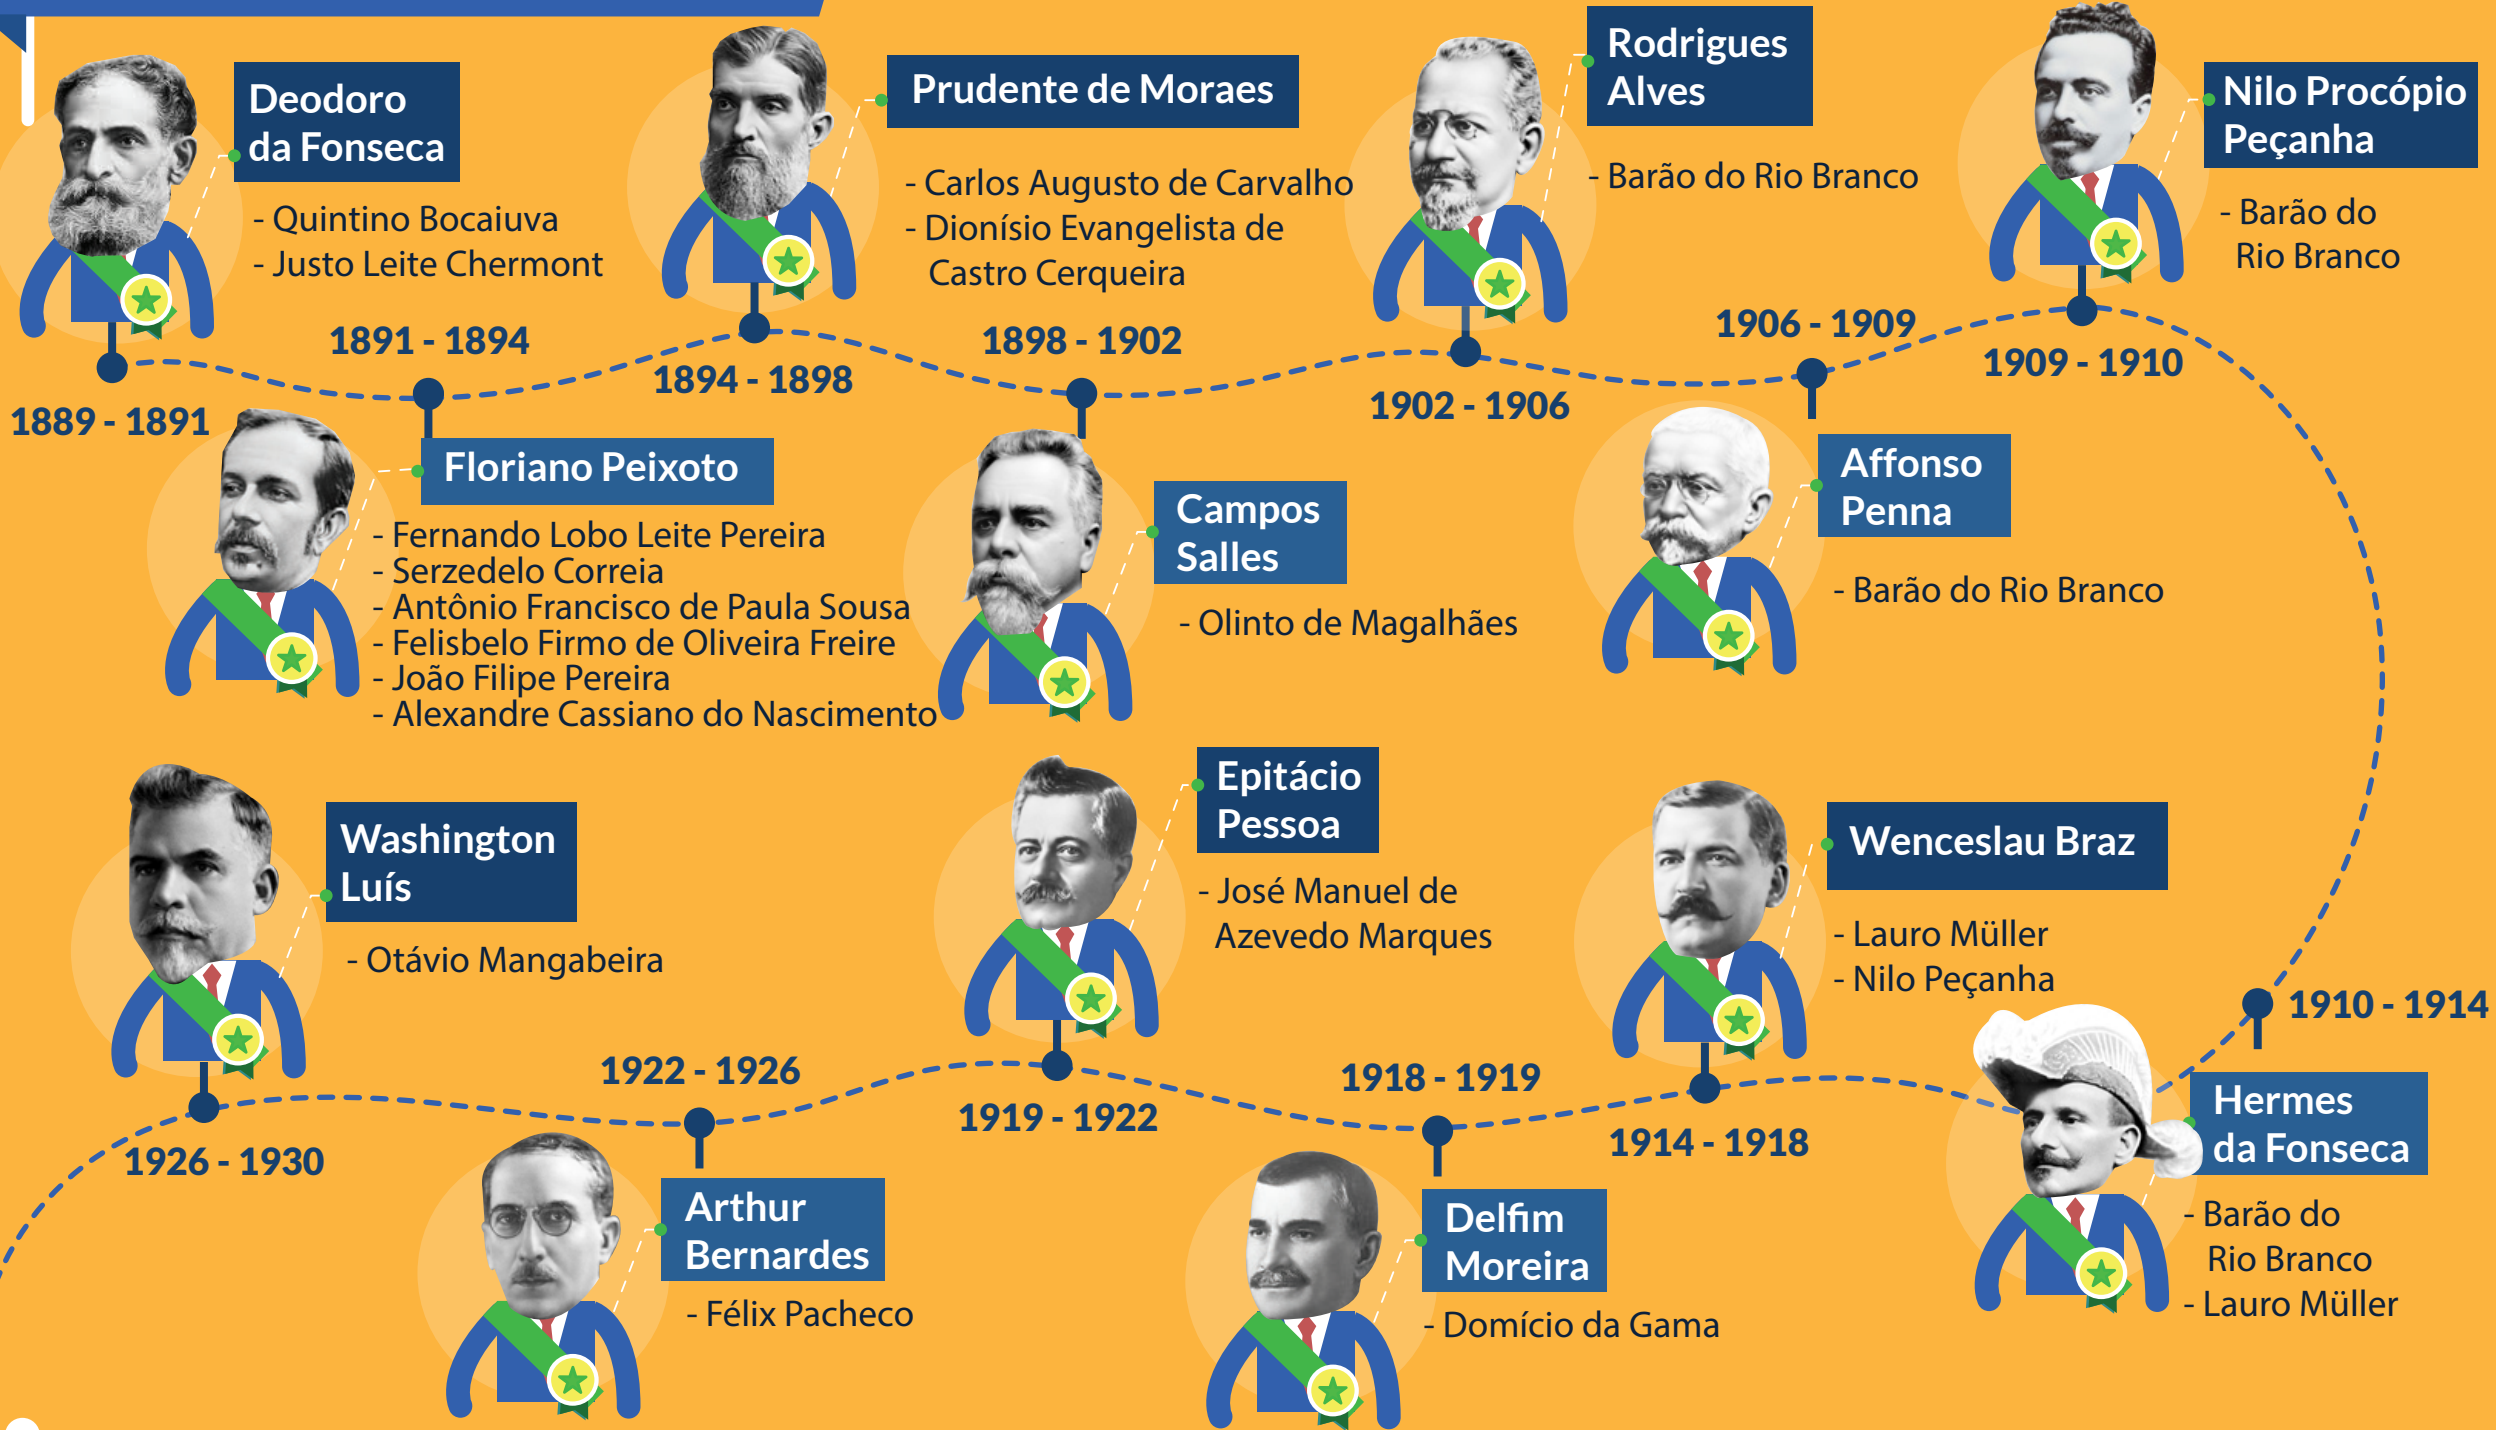 Deodoro
da Fonseca
- Quintino Bocaiuva
- Justo Leite Chermont
1889 - 1891
1891 - 1894
Floriano Peixoto
- Fernando Lobo Leite Pereira
- Serzedelo Correia
- Antônio Francisco de Paula Sousa
- Felisbelo Firmo de Oliveira Freire
- João Filipe Pereira
- Alexandre Cassiano do Nascimento
Prudente de Moraes
- Carlos Augusto de Carvalho
- Dionísio Evangelista de
Castro Cerqueira
1894 - 1898
1898 - 1902
Campos
Salles
- Olinto de Magalhães
Rodrigues
Alves
- Barão do Rio Branco
1902 - 1906
1906 - 1909
Affonso
Penna
- Barão do Rio Branco
Nilo Procópio
Peçanha
- Barão do
Rio Branco
1909 - 1910
1910 - 1914
Hermes
da Fonseca
- Barão do
Rio Branco
- Lauro Müller
Wenceslau Braz
- Lauro Müller
- Nilo Peçanha
1914 - 1918
1918 - 1919
Delfim
Moreira
- Domício da Gama
Epitácio
Pessoa
- José Manuel de
Azevedo Marques
1919 - 1922
1922 - 1926
Arthur
Bernardes
- Félix Pacheco
Washington
Luís
- Otávio Mangabeira
1926 - 1930